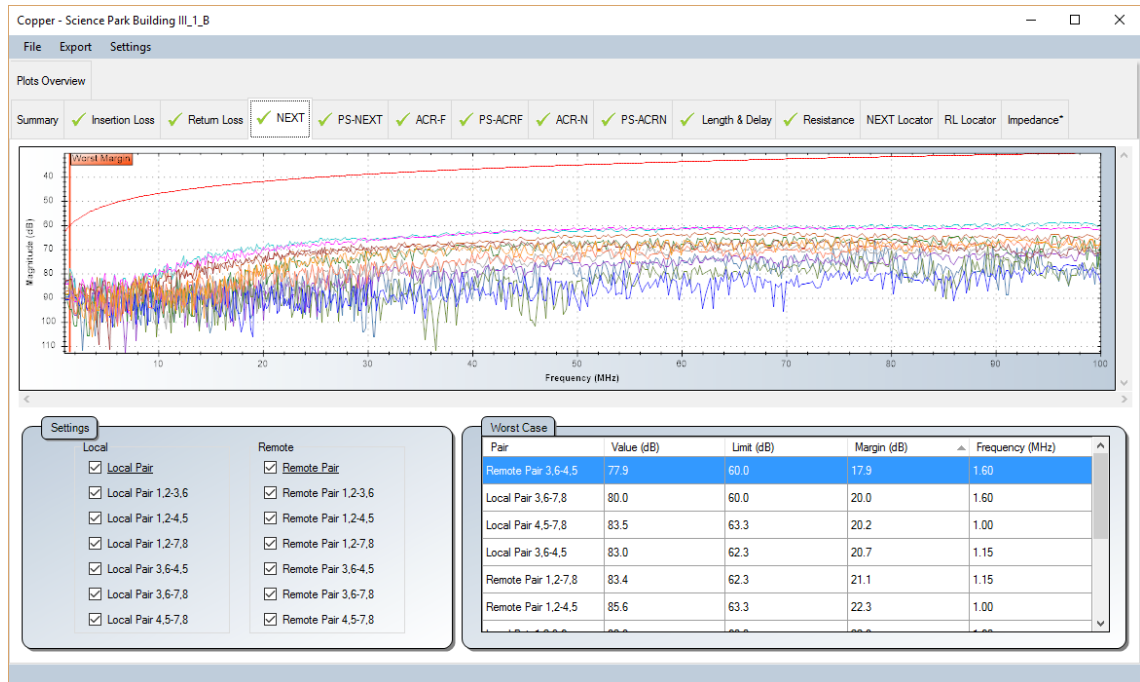 Copper - Science Park Building III_1_B
File Export Settings
Plots Overview
Summary Insertion Loss Return Loss NEXT PS-NEXT ACR-F PS-ACRF ACR-N PS-ACRN Length & Delay Resistance NEXT Locator RL Locator Impedance*
Worst Margin
Magnitude (dB)
40
50
60
70
80
90
100
110
10 20 30 40 50 60 70 80 90 100
Frequency (MHz)
Settings
Local Remote
Local Pair Remote Pair
Local Pair 1,2-3,6 Remote Pair 1,2-3,6
Local Pair 1,2-4,5 Remote Pair 1,2-4,5
Local Pair 1,2-7,8 Remote Pair 1,2-7,8
Local Pair 3,6-4,5 Remote Pair 3,6-4,5
Local Pair 3,6-7,8 Remote Pair 3,6-7,8
Local Pair 4,5-7,8 Remote Pair 4,5-7,8
Worst Case
Pair Value (dB) Limit (dB) Margin (dB) Frequency (MHz)
Remote Pair 3,6-4,5 77.9 60.0 17.9 1.60
Local Pair 3,6-7,8 80.0 60.0 20.0 1.60
Local Pair 4,5-7,8 83.5 63.3 20.2 1.00
Local Pair 3,6-4,5 83.0 62.3 20.7 1.15
Remote Pair 1,2-7,8 83.4 62.3 21.1 1.15
Remote Pair 1,2-4,5 85.6 63.3 22.3 1.00